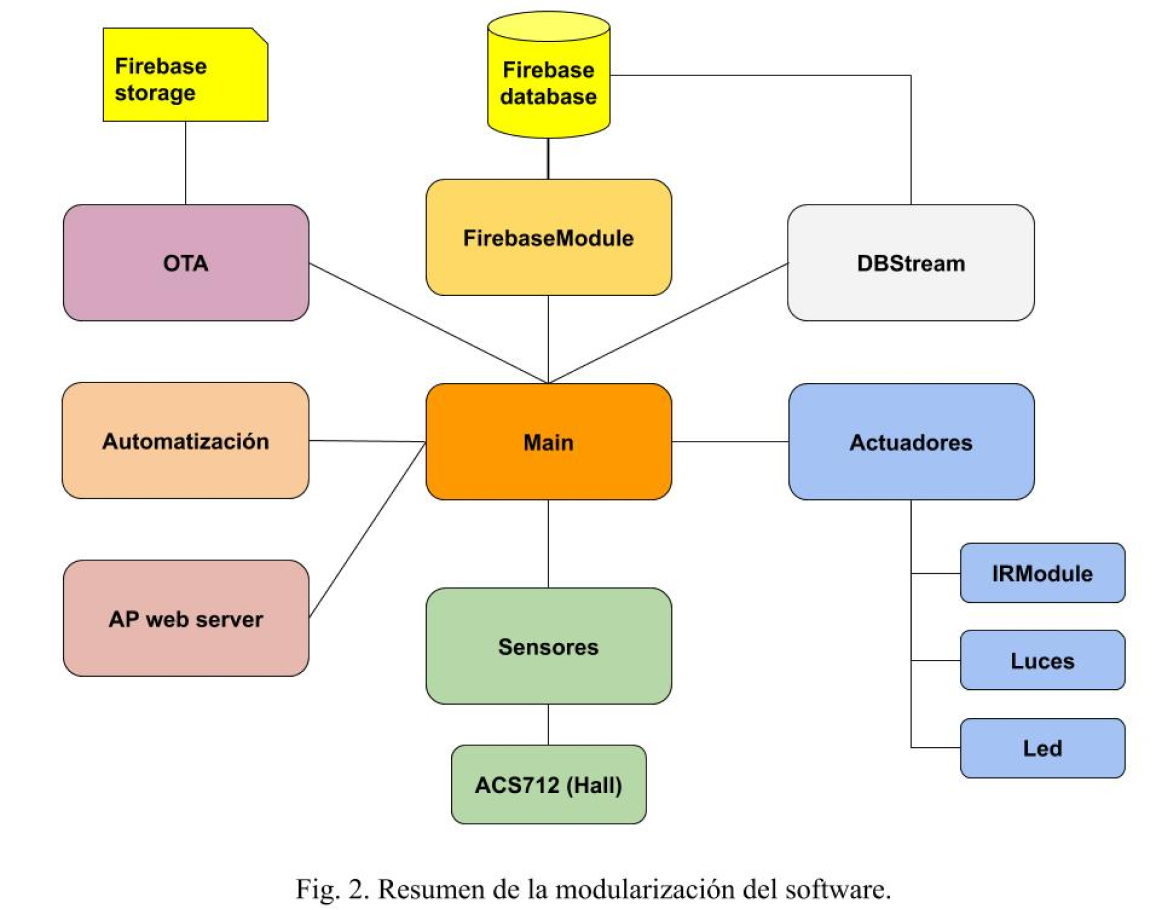 Firebase
storage
Firebase
database
OTA
FirebaseModule
DBStream
Automatización
Main
Actuadores
AP web server
Sensores
IRModule
Luces
Led
ACS712 (Hall)
Fig. 2. Resumen de la modularización del software.